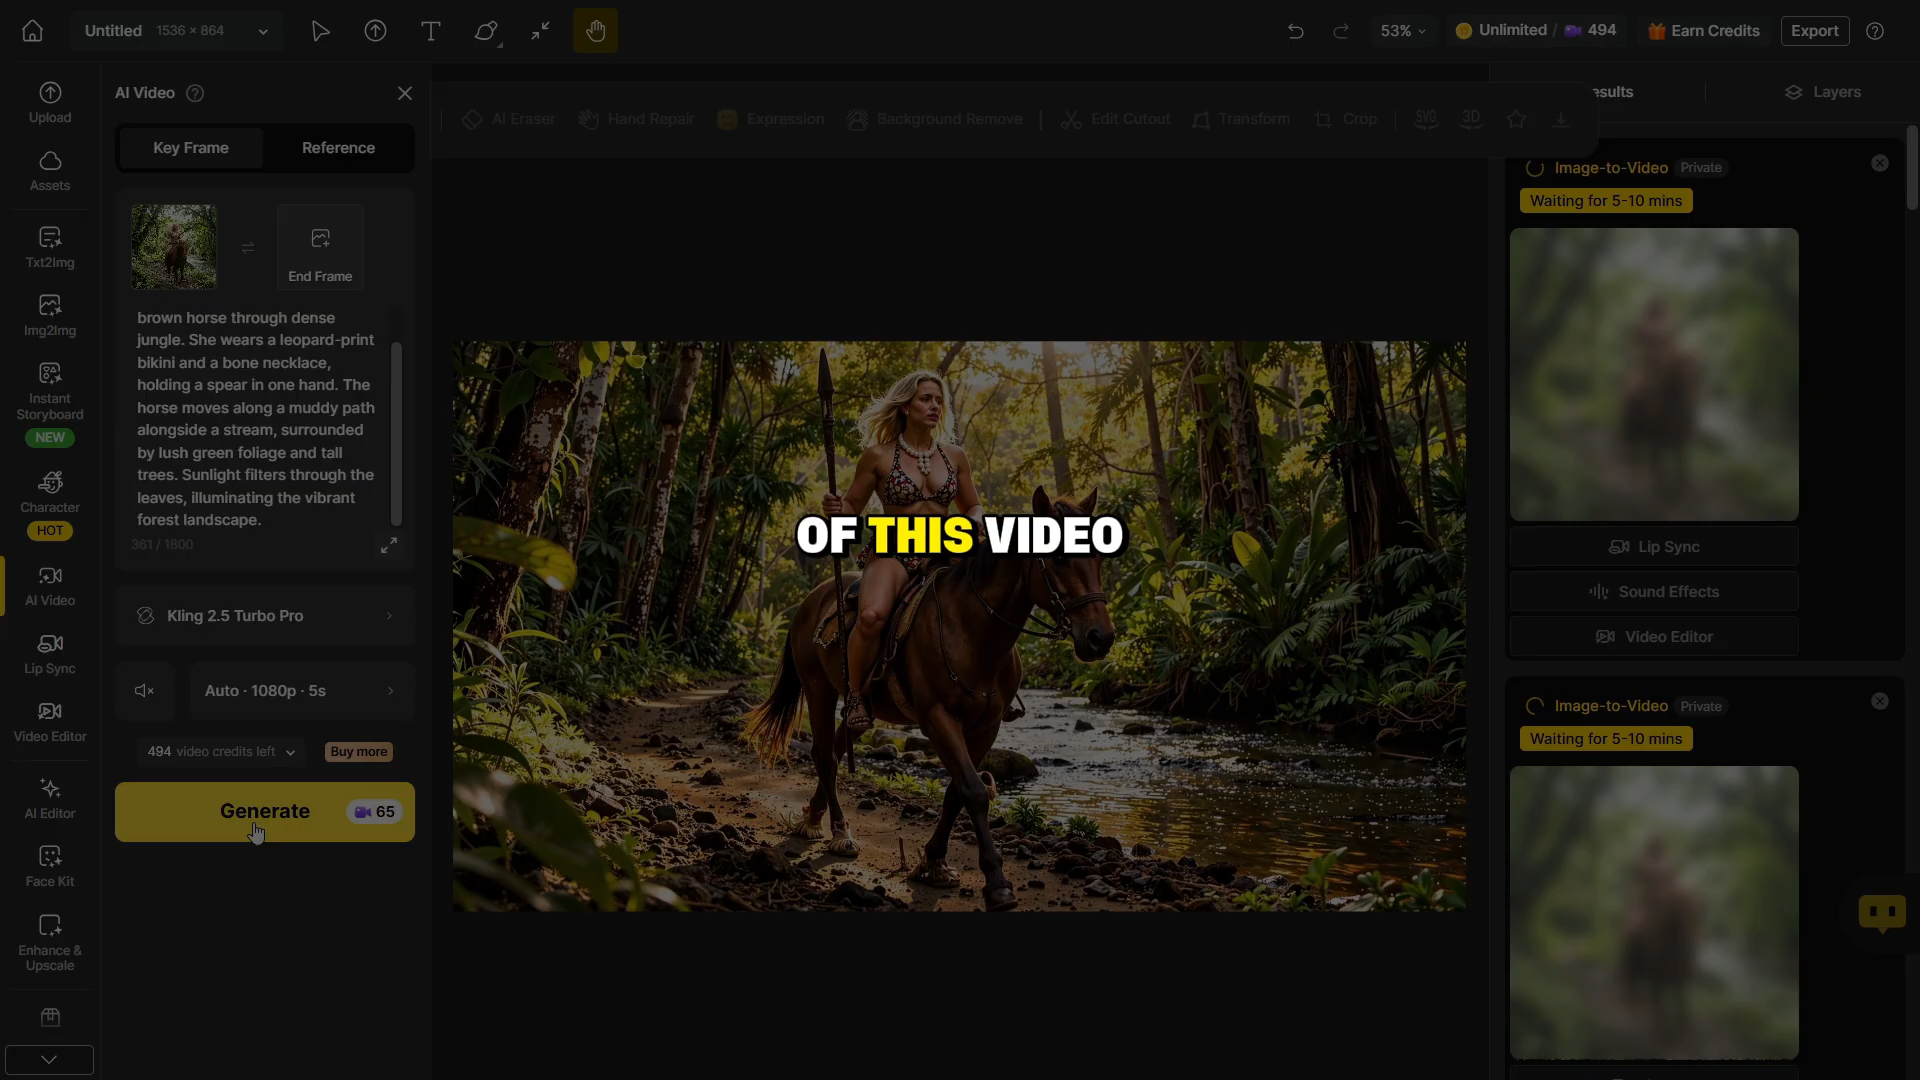 Untitled 1536 × 864
53%
Unlimited / 494
Earn Credits
Export
Upload
Assets
Txt2Img
Img2Img
Instant
Storyboard
NEW
Character
HOT
AI Video
Lip Sync
Video Editor
AI Editor
Face Kit
Enhance &
Upscale
AI Video
Key Frame
Reference
End Frame
brown horse through dense
jungle. She wears a leopard-print
bikini and a bone necklace,
holding a spear in one hand. The
horse moves along a muddy path
alongside a stream, surrounded
by lush green foliage and tall
trees. Sunlight filters through the
leaves, illuminating the vibrant
forest landscape.
361 / 1800
Kling 2.5 Turbo Pro
Auto · 1080p · 5s
494 video credits left
Buy more
Generate 65
AI Eraser
Hand Repair
Expression
Background Remove
Edit Cutout
Transform
Crop
SVG
3D
OF THIS VIDEO
esults
Layers
Image-to-Video Private
Waiting for 5-10 mins
Lip Sync
Sound Effects
Video Editor
Image-to-Video Private
Waiting for 5-10 mins